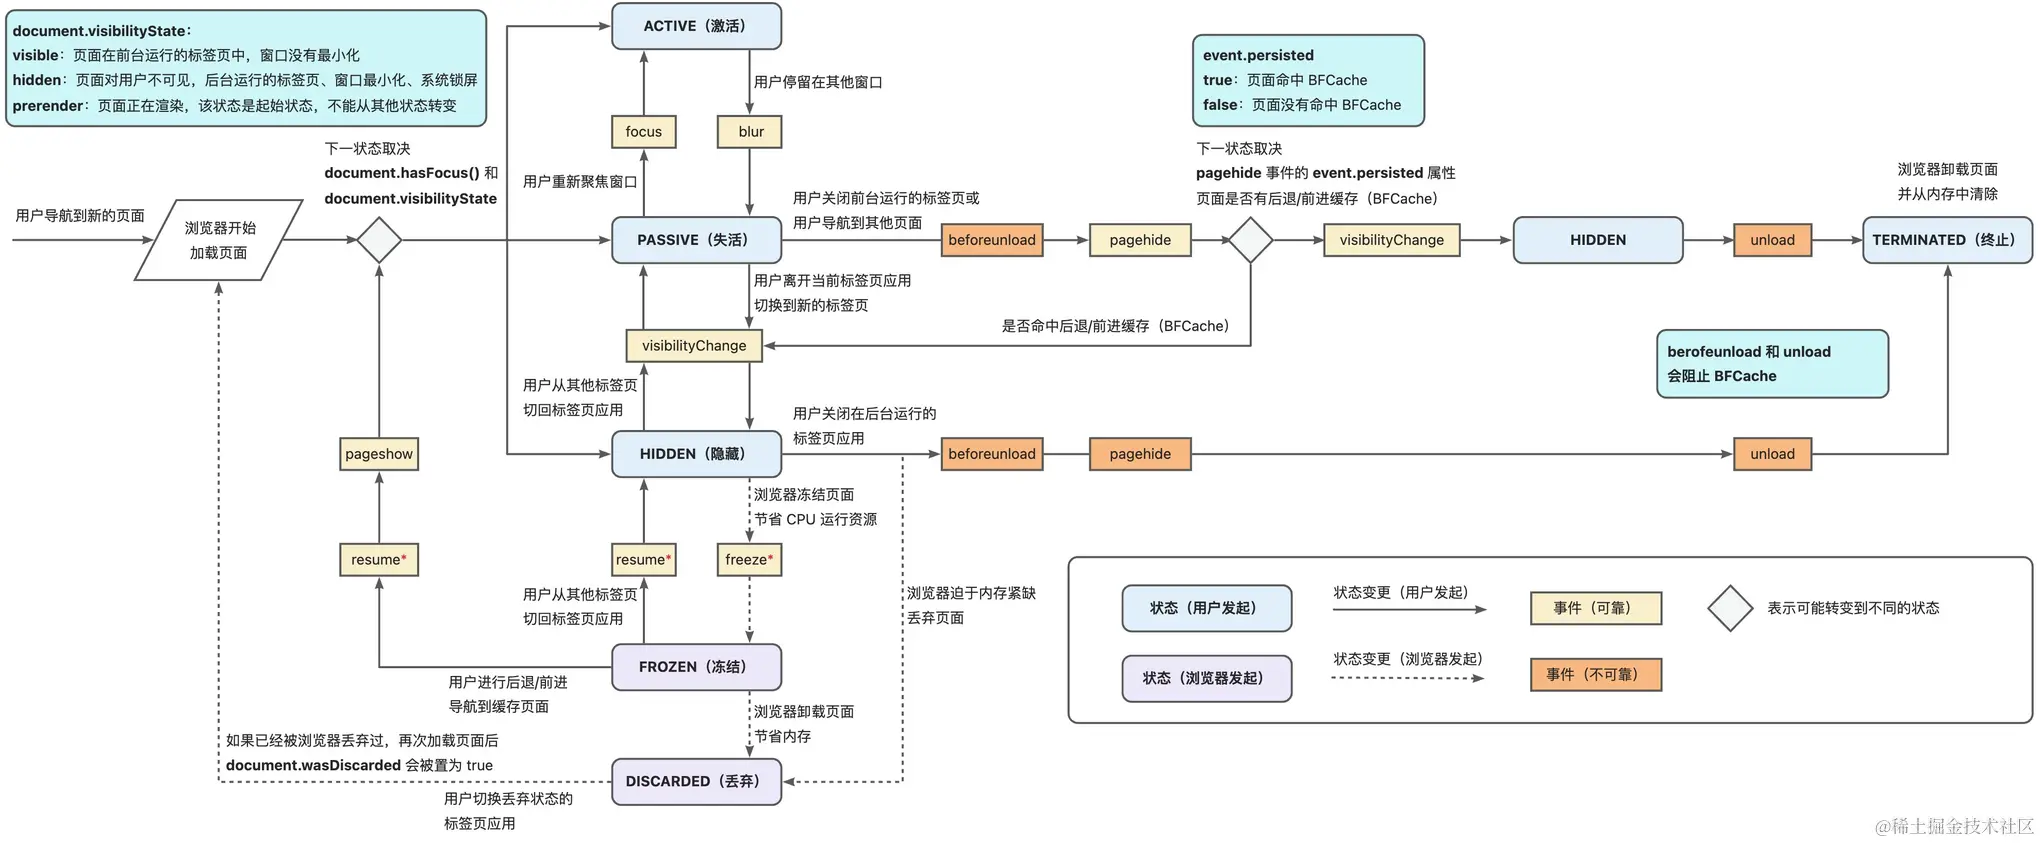 document.visibilityState：
visible：页面在前台运行的标签页中，窗口没有最小化
hidden：页面对用户不可见，后台运行的标签页、窗口最小化、系统锁屏
prerender：页面正在渲染，该状态是起始状态，不能从其他状态转变
ACTIVE（激活）
用户停留在其他窗口
focus
blur
用户重新聚焦窗口
event.persisted
true：页面命中 BFCache
false：页面没有命中 BFCache
下一状态取决
document.hasFocus() 和
document.visibilityState
下一状态取决
pagehide 事件的 event.persisted 属性
页面是否有后退/前进缓存（BFCache）
浏览器卸载页面
并从内存中清除
用户导航到新的页面
浏览器开始
加载页面
PASSIVE（失活）
用户关闭前台运行的标签页或
用户导航到其他页面
beforeunload
pagehide
visibilityChange
HIDDEN
unload
TERMINATED（终止）
用户离开当前标签页应用
切换到新的标签页
是否命中后退/前进缓存（BFCache）
visibilityChange
berofeunload 和 unload
会阻止 BFCache
用户从其他标签页
切回标签页应用
用户关闭在后台运行的
标签页应用
pageshow
HIDDEN（隐藏）
beforeunload
pagehide
unload
浏览器冻结页面
节省 CPU 运行资源
resume*
resume*
freeze*
用户从其他标签页
切回标签页应用
浏览器迫于内存紧缺
丢弃页面
FROZEN（冻结）
用户进行后退/前进
导航到缓存页面
浏览器卸载页面
节省内存
如果已经被浏览器丢弃过，再次加载页面后
document.wasDiscarded 会被置为 true
DISCARDED（丢弃）
用户切换丢弃状态的
标签页应用
状态（用户发起）
状态变更（用户发起）
事件（可靠）
表示可能转变到不同的状态
状态（浏览器发起）
状态变更（浏览器发起）
事件（不可靠）
@稀土掘金技术社区